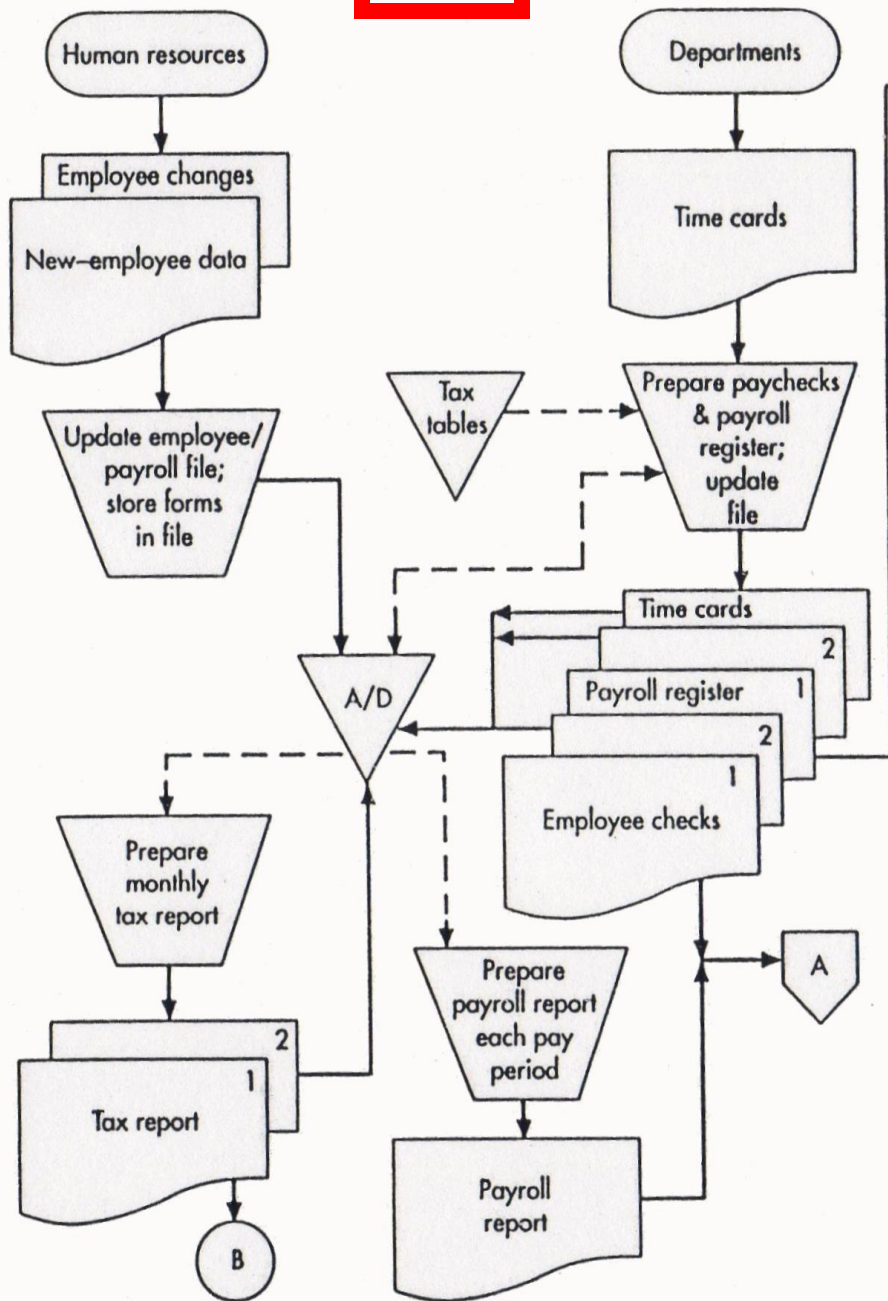 Human resources
Departments
Employee changes
New–employee data
Time cards
Update employee/
payroll file;
store forms
in file
Tax
tables
Prepare paychecks
& payroll
register;
update
file
A/D
Time cards
2
Payroll register 1
2
1
Employee checks
Prepare
monthly
tax report
Prepare
payroll report
each pay
period
A
2
1
Tax report
Payroll
report
B